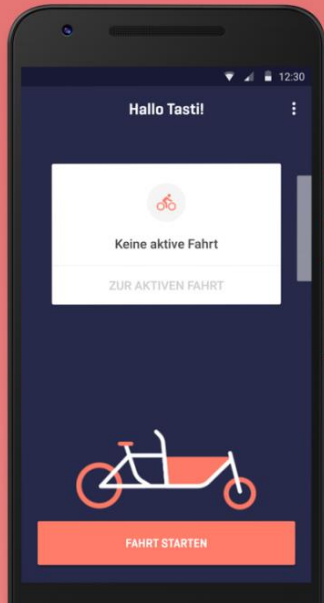 12:30
Hallo Tasti!
Keine aktive Fahrt
ZUR AKTIVEN FAHRT
FAHRT STARTEN